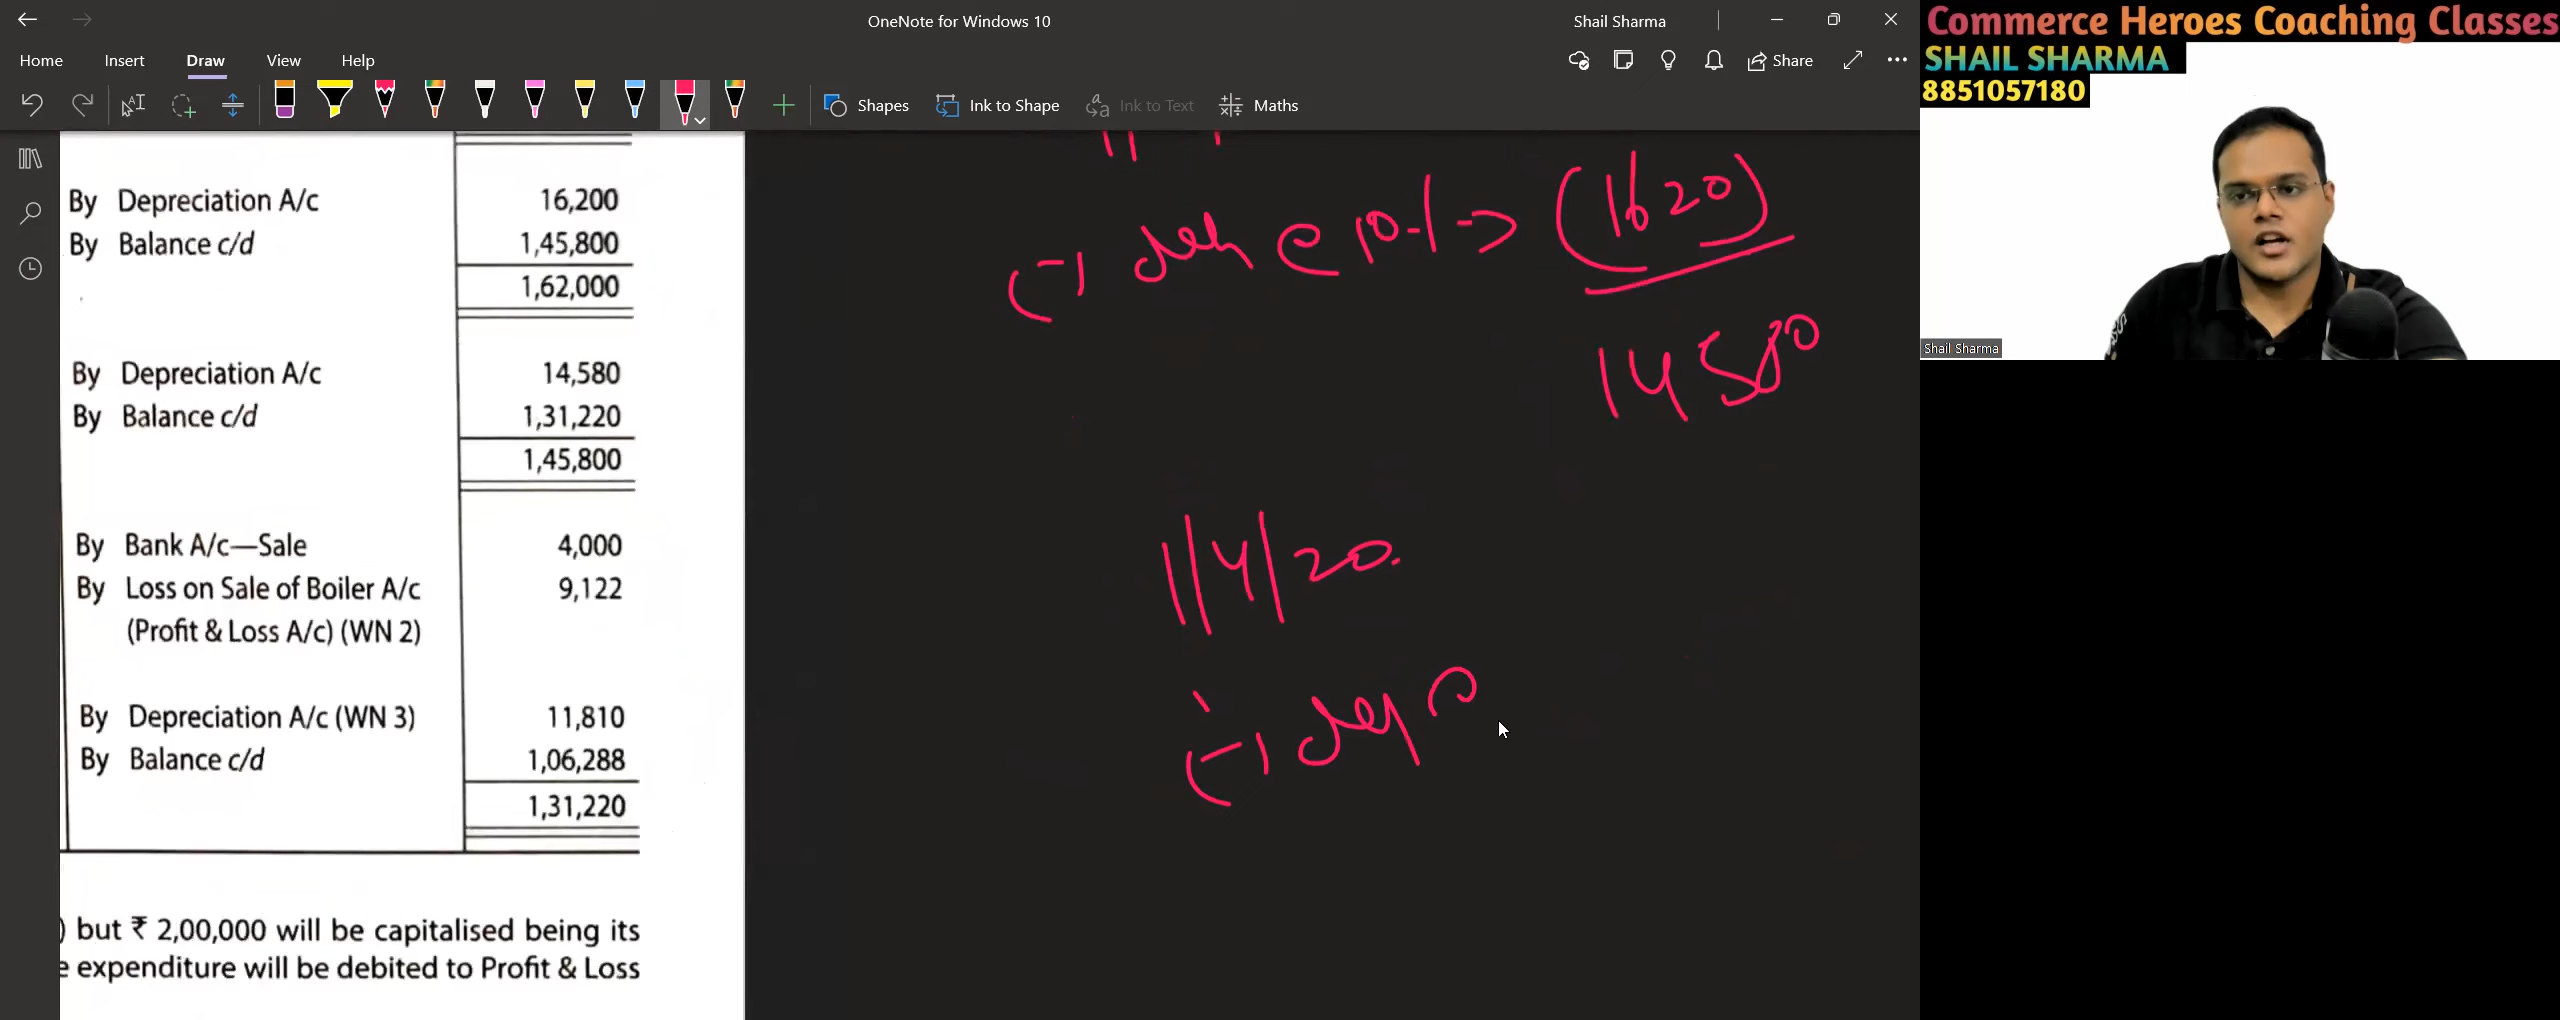 OneNote for Windows 10
Shail Sharma
Home Insert Draw View Help
Share
Shapes Ink to Shape Ink to Text Maths
Commerce Heroes Coaching Classes
SHAIL SHARMA
8851057180
Shail Sharma
By Depreciation A/c 16,200
By Balance c/d 1,45,800
1,62,000
By Depreciation A/c 14,580
By Balance c/d 1,31,220
1,45,800
By Bank A/c—Sale 4,000
By Loss on Sale of Boiler A/c 9,122
(Profit & Loss A/c) (WN 2)
By Depreciation A/c (WN 3) 11,810
By Balance c/d 1,06,288
1,31,220
) but ₹ 2,00,000 will be capitalised being its
e expenditure will be debited to Profit & Loss
(-) dep @ 10.1 -> (1620)
14580
1/4/20.
(-) dep